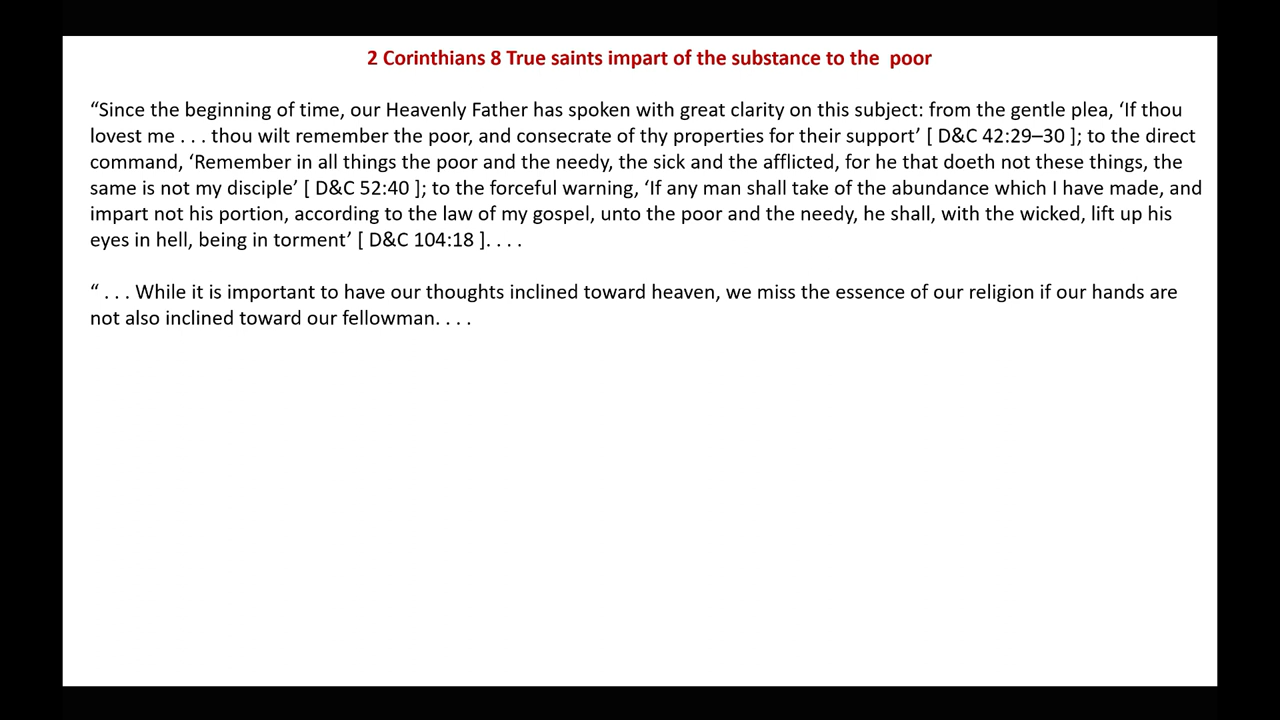 2 Corinthians 8 True saints impart of the substance to the  poor
“Since the beginning of time, our Heavenly Father has spoken with great clarity on this subject: from the gentle plea, ‘If thou
lovest me . . . thou wilt remember the poor, and consecrate of thy properties for their support’ [ D&C 42:29–30 ]; to the direct
command, ‘Remember in all things the poor and the needy, the sick and the afflicted, for he that doeth not these things, the
same is not my disciple’ [ D&C 52:40 ]; to the forceful warning, ‘If any man shall take of the abundance which I have made, and
impart not his portion, according to the law of my gospel, unto the poor and the needy, he shall, with the wicked, lift up his
eyes in hell, being in torment’ [ D&C 104:18 ]. . . .
“ . . . While it is important to have our thoughts inclined toward heaven, we miss the essence of our religion if our hands are
not also inclined toward our fellowman. . . .